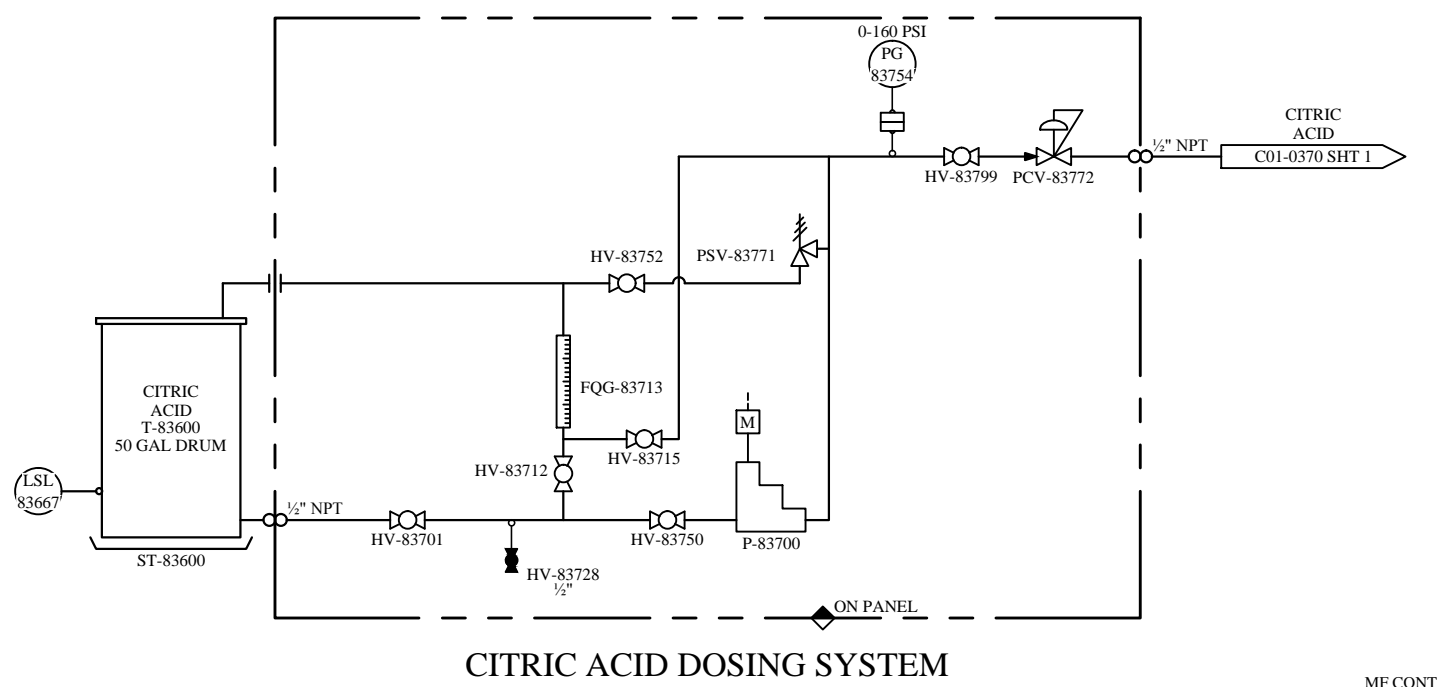 0-160 PSI
PG
83754
CITRIC
ACID
C01-0370 SHT 1
½" NPT
HV-83799
PCV-83772
HV-83752
PSV-83771
FQG-83713
CITRIC
ACID
T-83600
50 GAL DRUM
M
HV-83715
HV-83712
LSL
83667
½" NPT
HV-83701
HV-83750
P-83700
ST-83600
HV-83728
½"
ON PANEL
CITRIC ACID DOSING SYSTEM
MF CONT